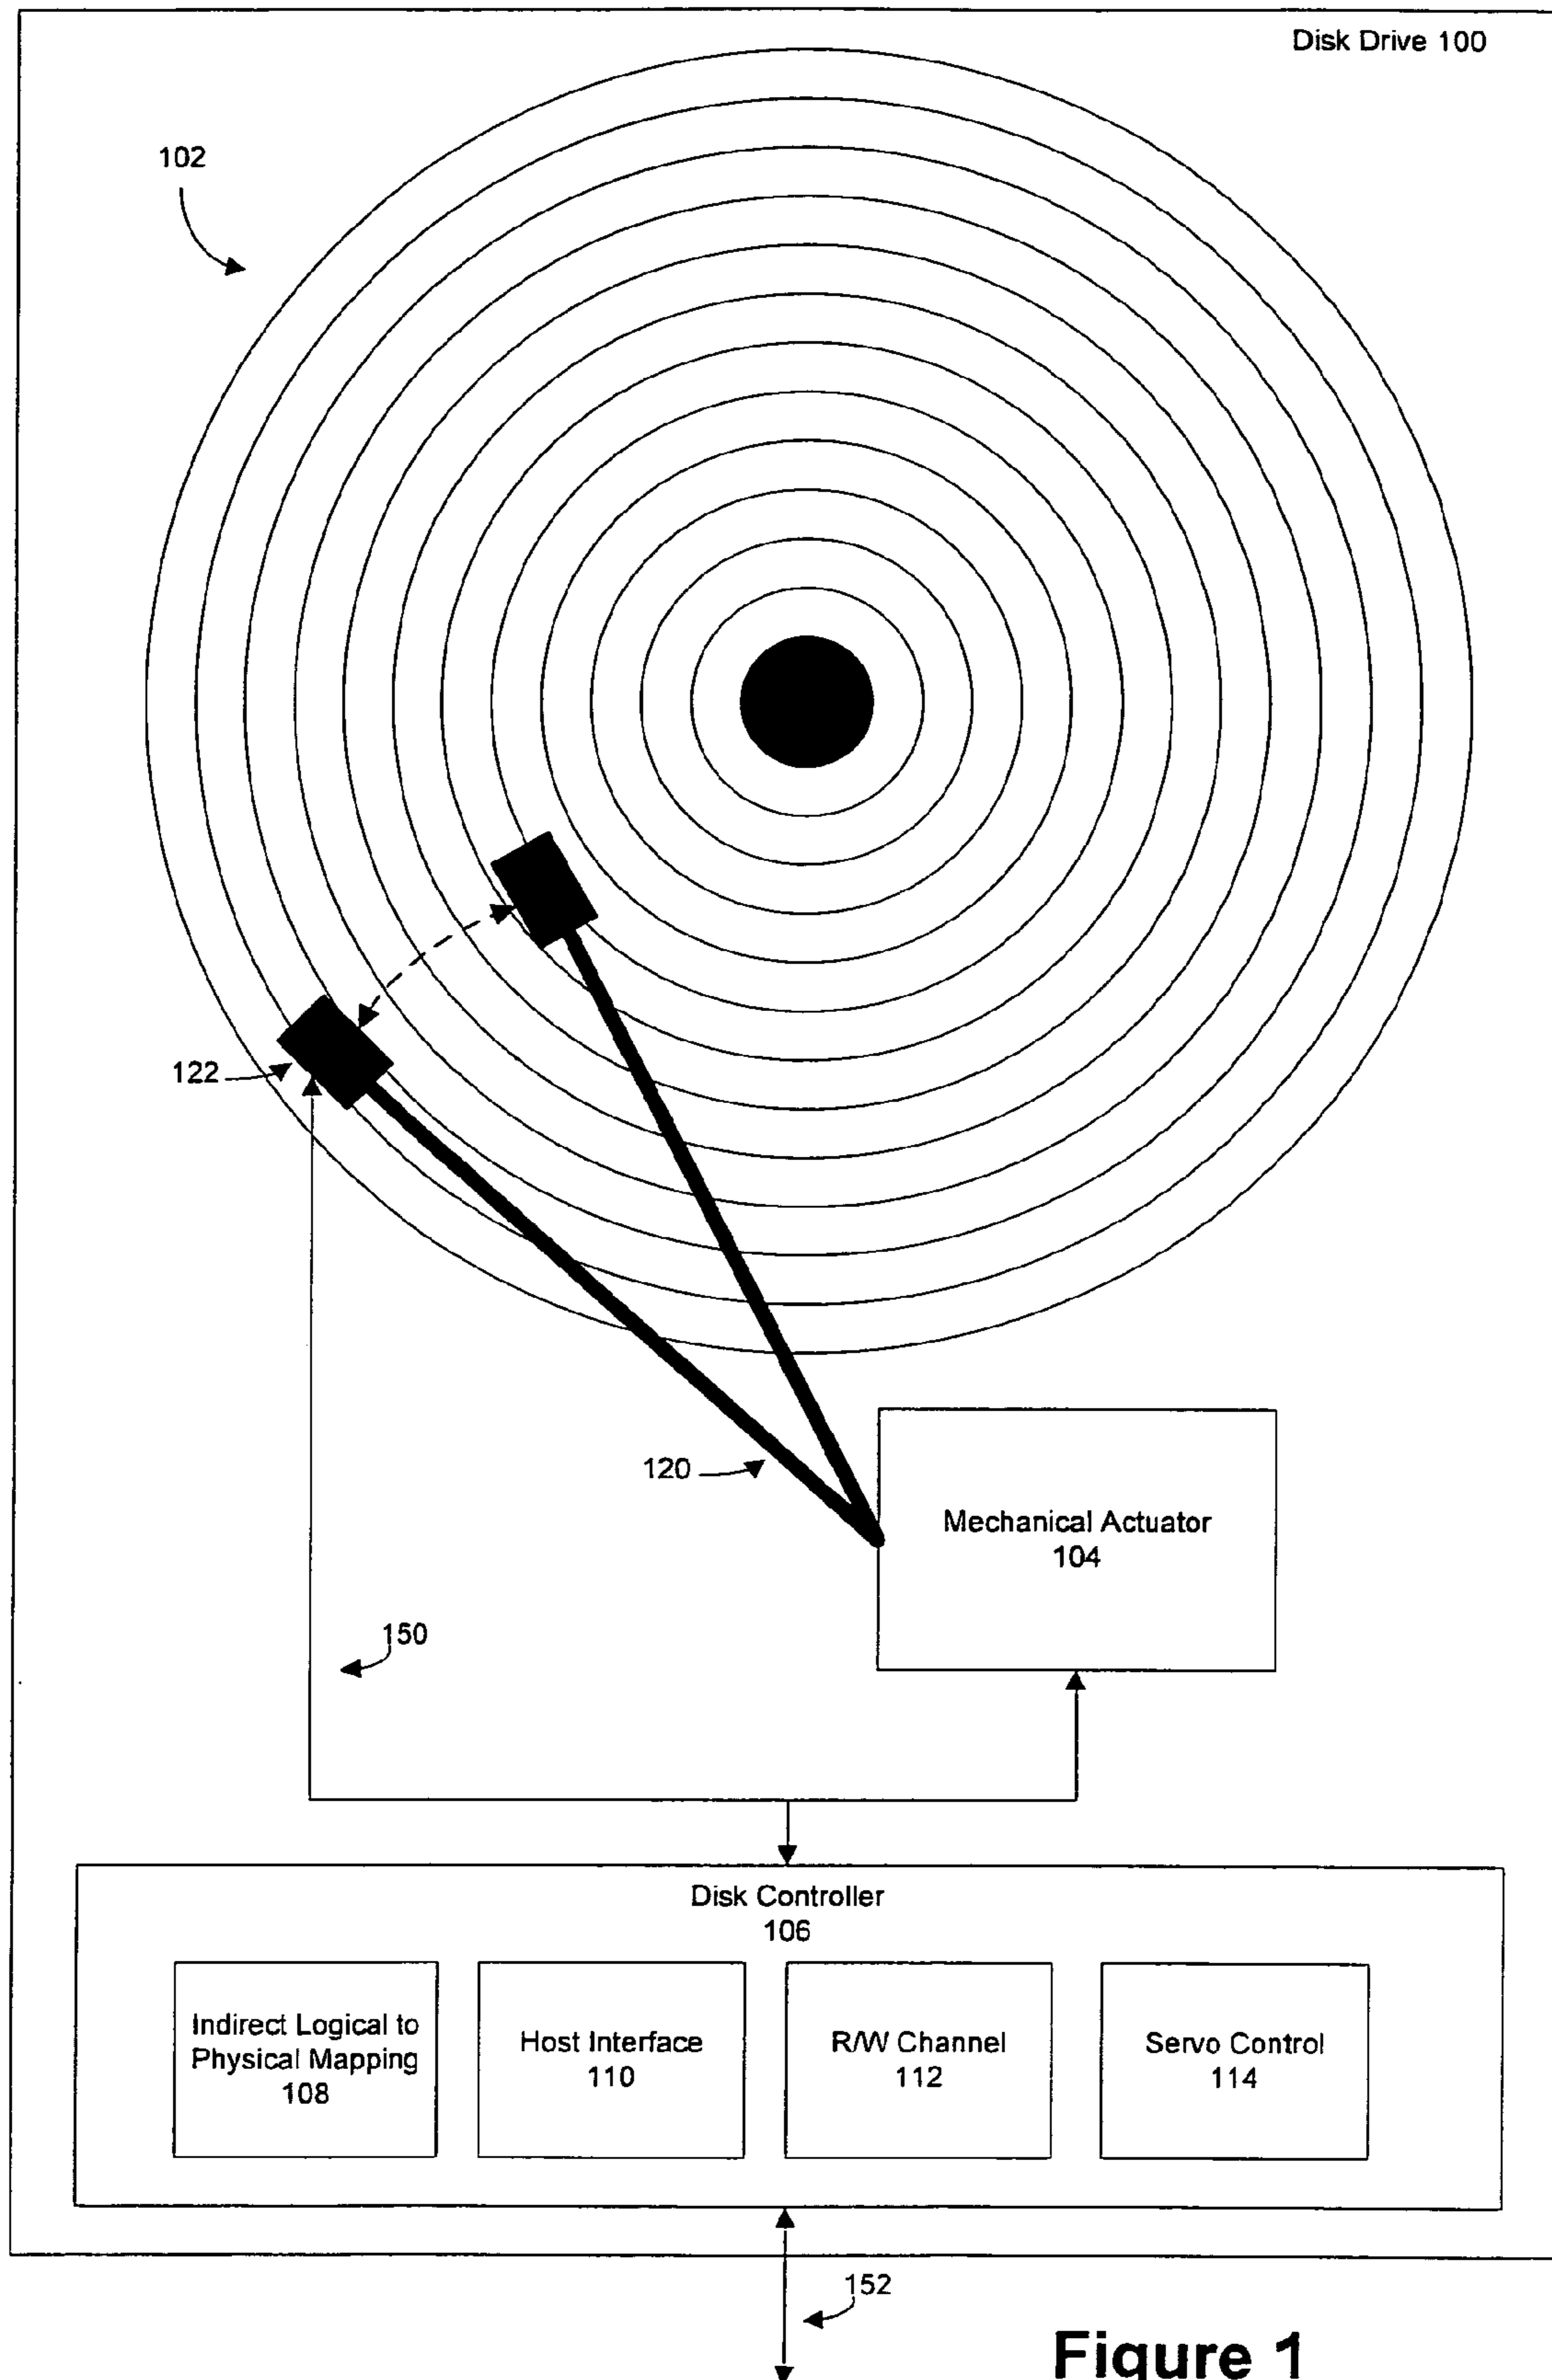 Disk Drive 100
102
122
120
Mechanical Actuator
104
150
Disk Controller
106
Indirect Logical to
Physical Mapping
108
Host Interface
110
R/W Channel
112
Servo Control
114
152
Figure 1